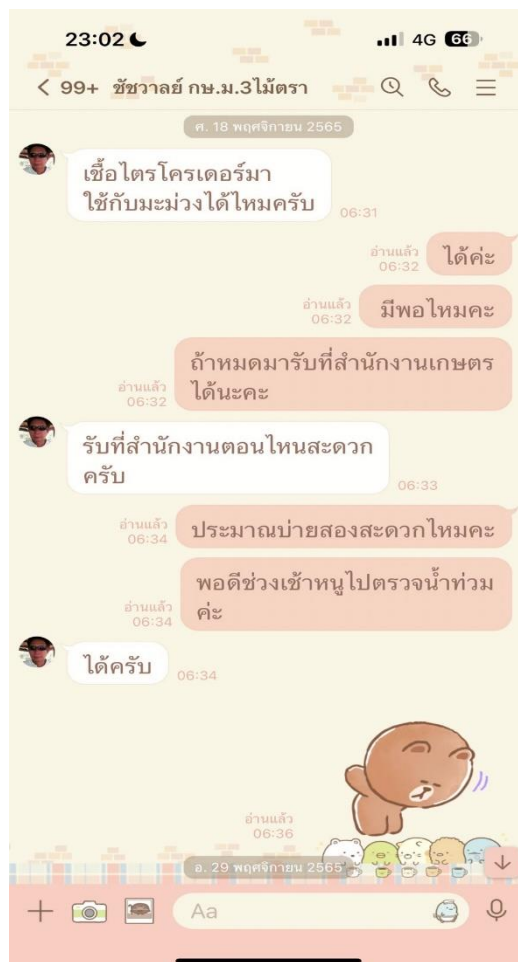 23:02
4G 66
99+ ชัชวาลย์ กษ.ม.3ไม้ตรา
ศ. 18 พฤศจิกายน 2565
เชื้อไตรโครเดอร์มา
ใช้กับมะม่วงได้ไหมครับ
06:31
อ่านแล้ว
06:32
ได้ค่ะ
อ่านแล้ว
06:32
มีพอไหมคะ
ถ้าหมดมารับที่สำนักงานเกษตร
ได้นะคะ
อ่านแล้ว
06:32
รับที่สำนักงานตอนไหนสะดวก
ครับ
06:33
อ่านแล้ว
06:34
ประมาณบ่ายสองสะดวกไหมคะ
พอดีช่วงเช้าหนูไปตรวจน้ำท่วม
ค่ะ
อ่านแล้ว
06:34
ได้ครับ
06:34
อ่านแล้ว
06:36
อ. 29 พฤศจิกายน 2565
Aa